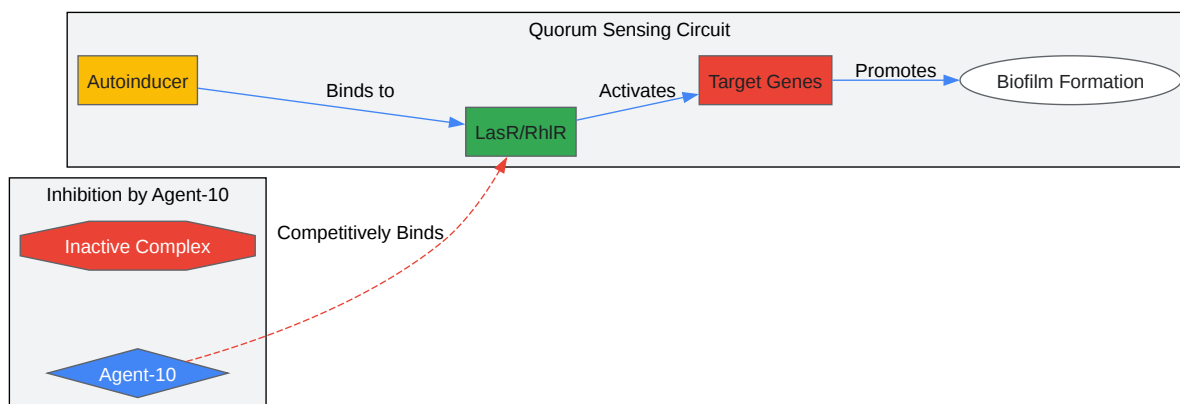 Quorum Sensing Circuit
Autoinducer
Binds to
LasR/RhlR
Activates
Target Genes
Promotes
Biofilm Formation
Inhibition by Agent-10
Inactive Complex
Competitively Binds
Agent-10